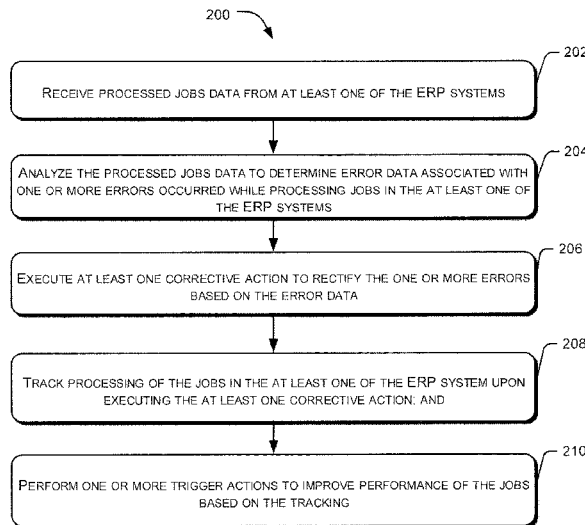 200
202
RECEIVE PROCESSED JOBS DATA FROM AT LEAST ONE OF THE ERP SYSTEMS
204
ANALYZE THE PROCESSED JOBS DATA TO DETERMINE ERROR DATA ASSOCIATED WITH
ONE OR MORE ERRORS OCCURRED WHILE PROCESSING JOBS IN THE AT LEAST ONE OF
THE ERP SYSTEMS
206
EXECUTE AT LEAST ONE CORRECTIVE ACTION TO RECTIFY THE ONE OR MORE ERRORS
BASED ON THE ERROR DATA
208
TRACK PROCESSING OF THE JOBS IN THE AT LEAST ONE OF THE ERP SYSTEM UPON
EXECUTING THE AT LEAST ONE CORRECTIVE ACTION; AND
210
PERFORM ONE OR MORE TRIGGER ACTIONS TO IMPROVE PERFORMANCE OF THE JOBS
BASED ON THE TRACKING